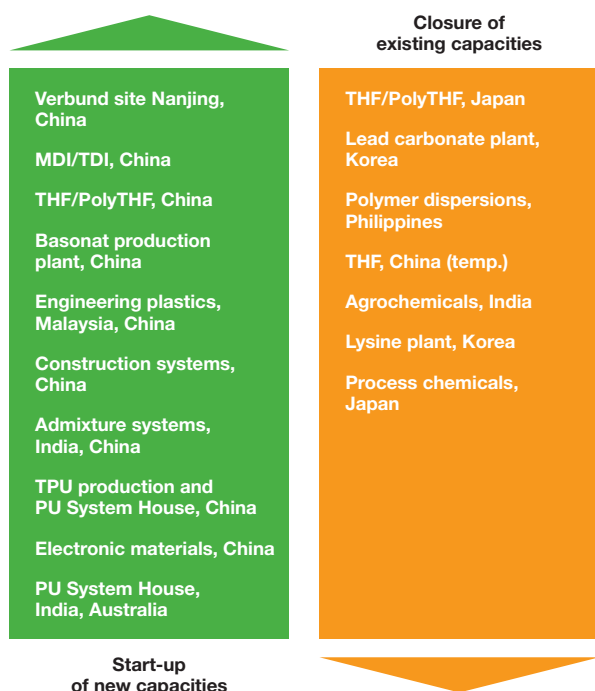 Verbund site Nanjing,
China
MDI/TDI, China
THF/PolyTHF, China
Basonat production
plant, China
Engineering plastics,
Malaysia, China
Construction systems,
China
Admixture systems,
India, China
TPU production and
PU System House, China
Electronic materials, China
PU System House,
India, Australia
Start-up
of new capacities
Closure of
existing capacities
THF/PolyTHF, Japan
Lead carbonate plant,
Korea
Polymer dispersions,
Philippines
THF, China (temp.)
Agrochemicals, India
Lysine plant, Korea
Process chemicals,
Japan